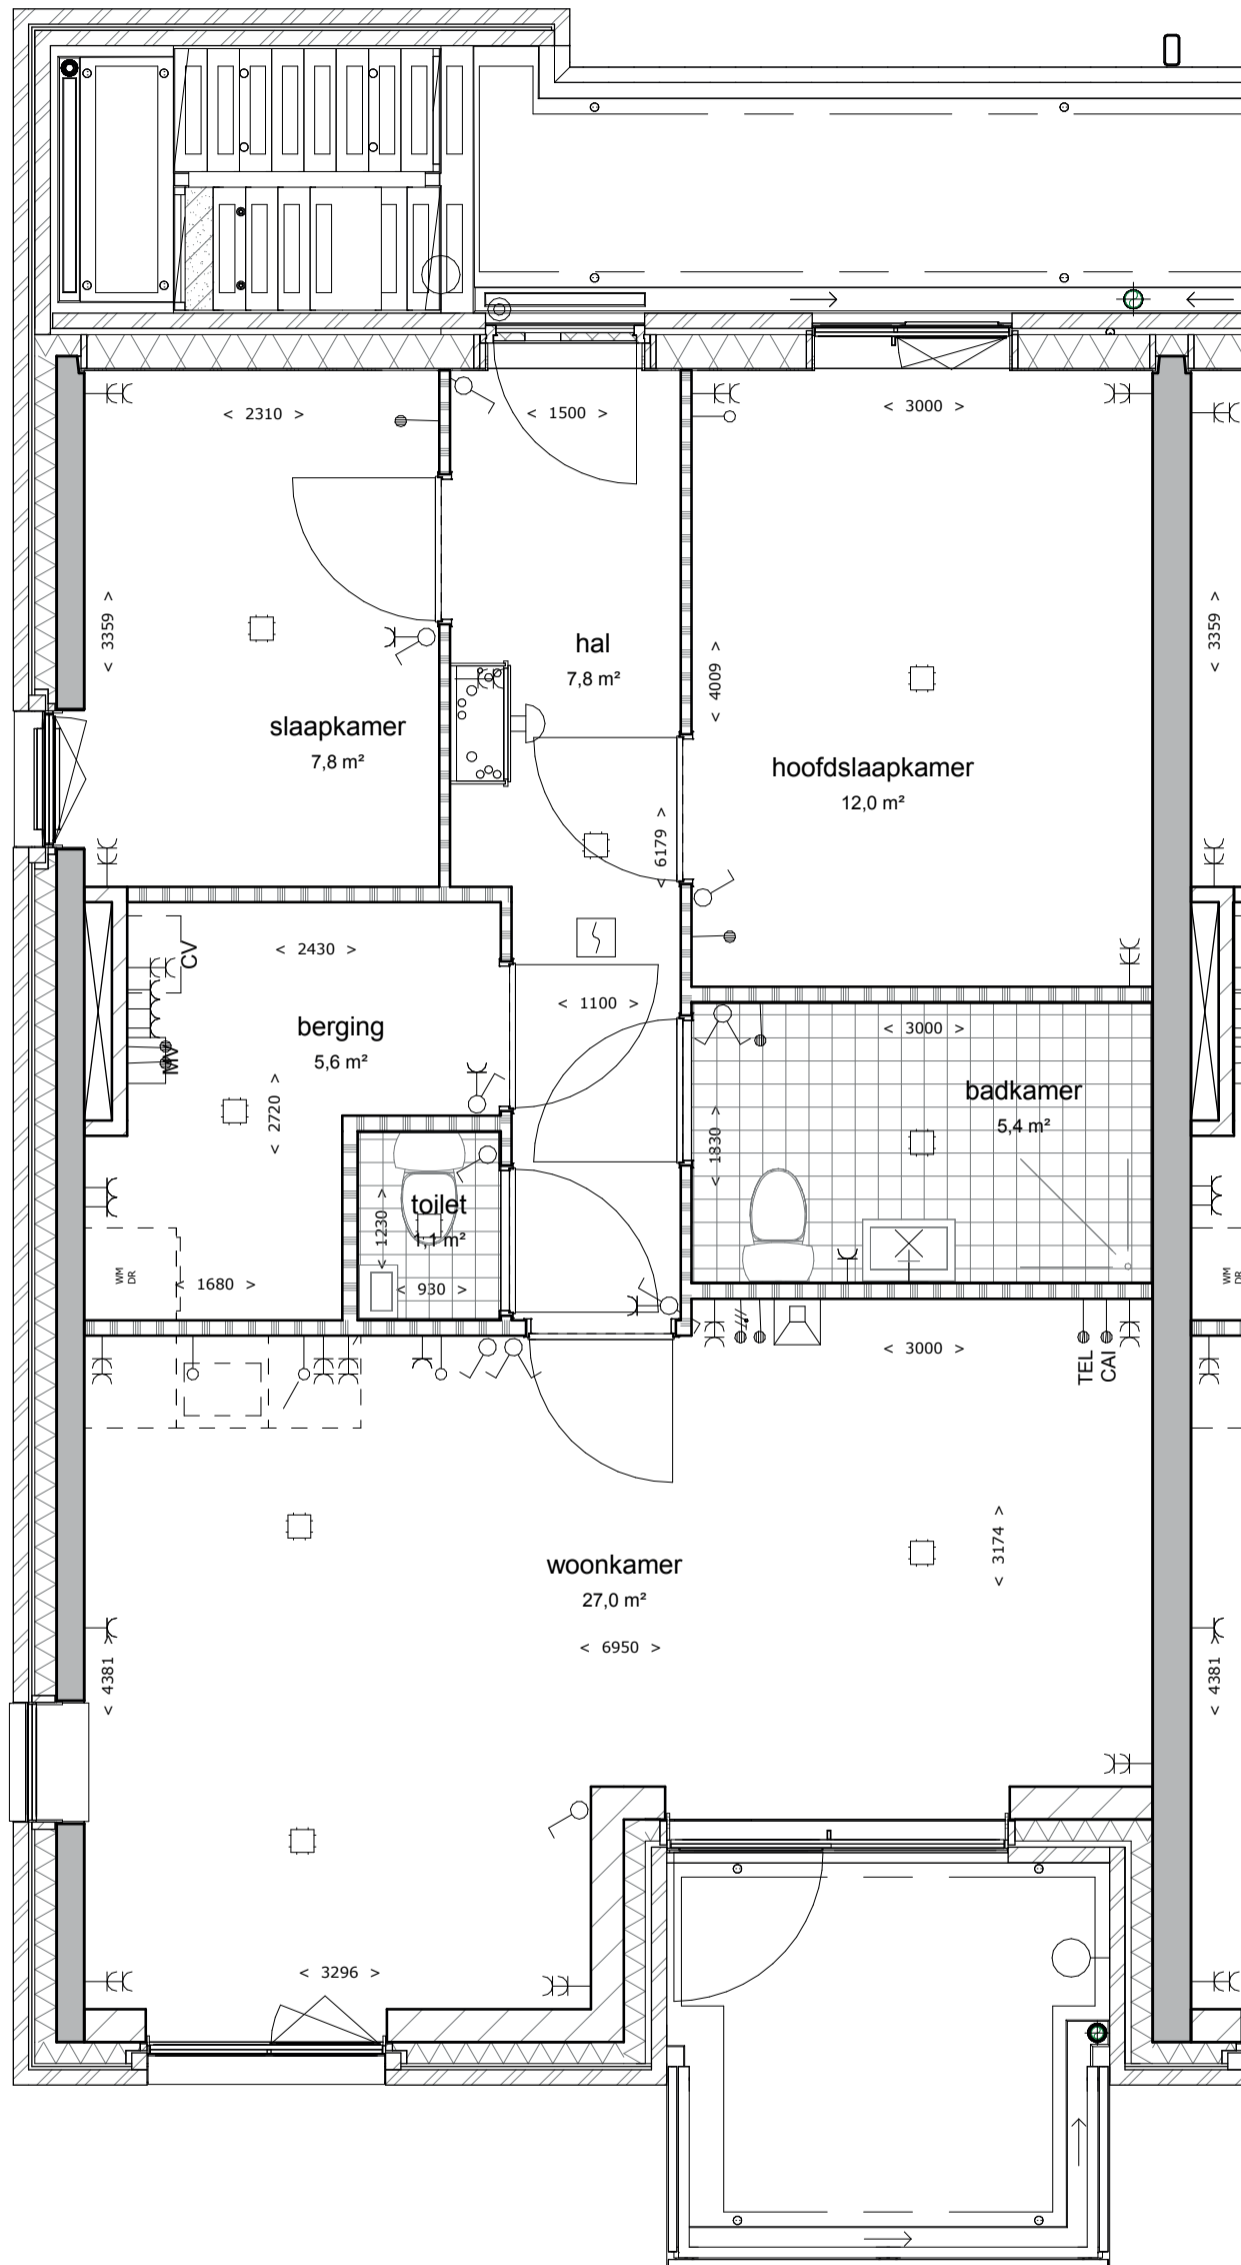 < 2310 >
< 1500 >
< 3000 >
< 3359 >
< 4009 >
< 3359 >
hal
7,8 m²
slaapkamer
7,8 m²
hoofdslaapkamer
12,0 m²
< 6179 >
CV
< 2430 >
< 1100 >
< 3000 >
berging
5,6 m²
MV
< 2720 >
badkamer
5,4 m²
< 1830 >
toilet
1,1 m²
< 1230 >
WM
DR
< 1680 >
< 930 >
WM
DR
< 3000 >
TEL
CAI
< 3174 >
woonkamer
27,0 m²
< 6950 >
< 4381 >
< 4381 >
< 3296 >